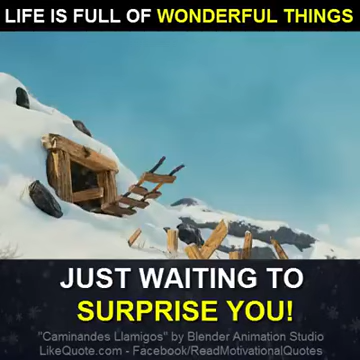 LIFE IS FULL OF WONDERFUL THINGS
JUST WAITING TO
SURPRISE YOU!
"Caminandes Llamigos" by Blender Animation Studio
LikeQuote.com - Facebook/ReadMotivationalQuotes